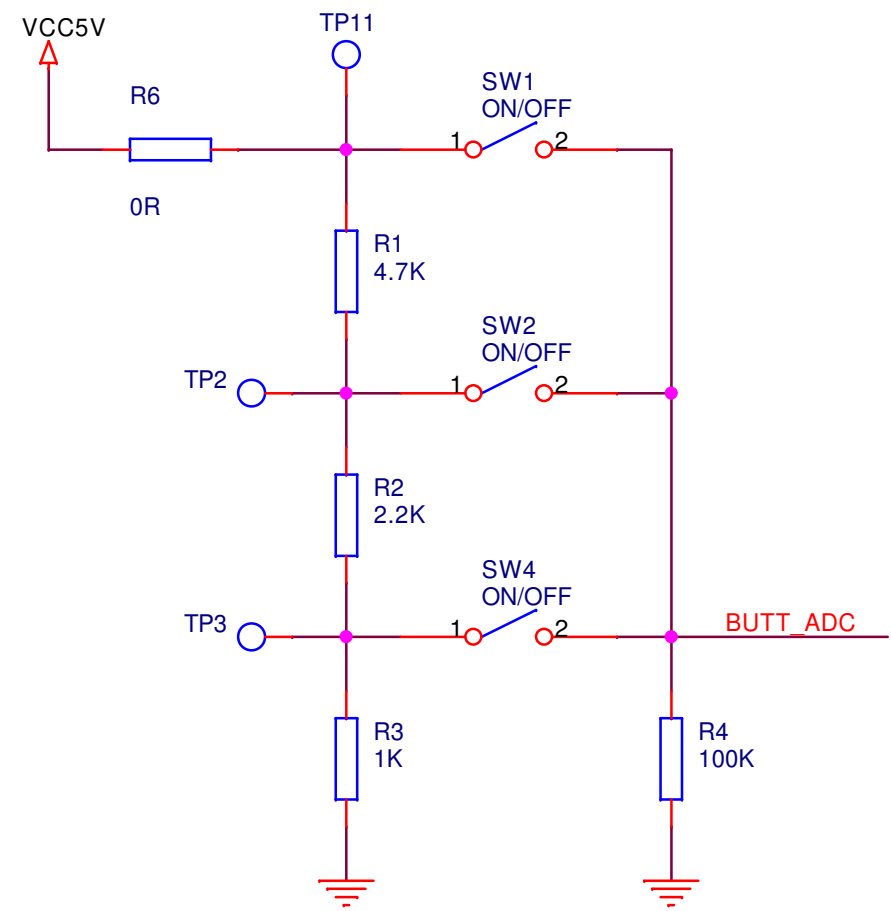 VCC5V
TP11
R6
0R
SW1
ON/OFF
1
2
R1
4.7K
SW2
ON/OFF
TP2
1
2
R2
2.2K
SW4
ON/OFF
TP3
1
2
BUTT_ADC
R3
1K
R4
100K